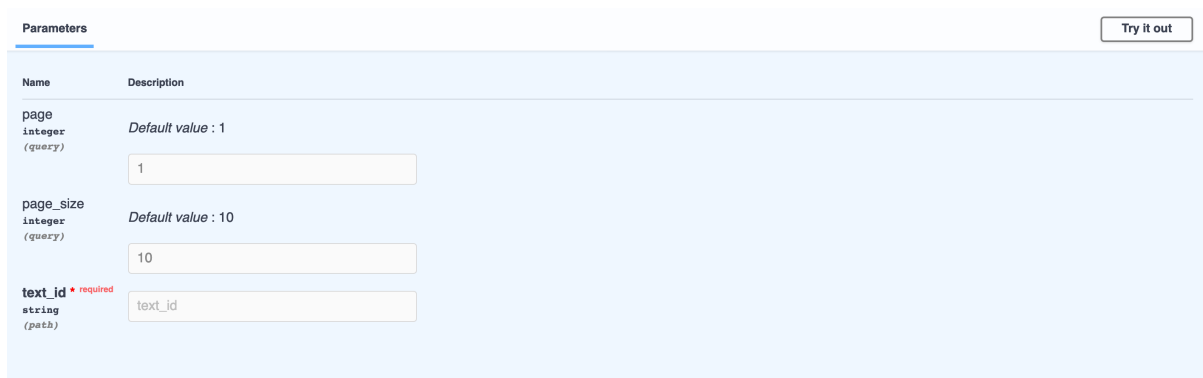 Parameters
Try it out
Name Description
page
integer
(query)
Default value : 1
1
page_size
integer
(query)
Default value : 10
10
text_id * required
string
(path)
text_id